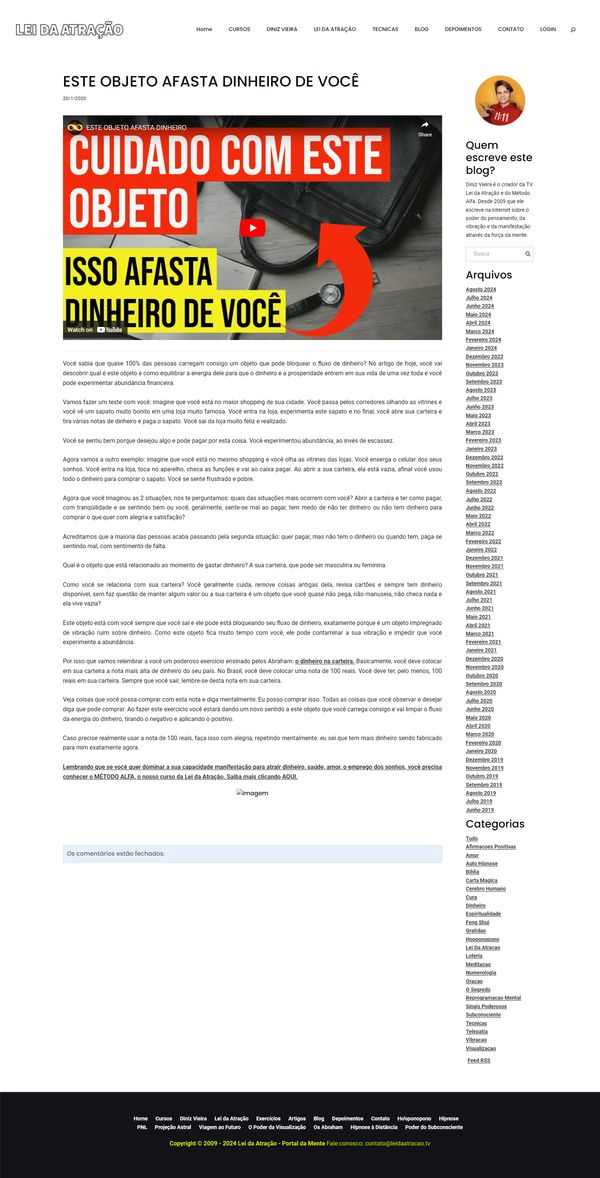 LEI DA ATRAÇÃO
Home CURSOS DINIZ VIEIRA LEI DA ATRAÇÃO TECNICAS BLOG DEPOIMENTOS CONTATO LOGIN
ESTE OBJETO AFASTA DINHEIRO DE VOCÊ
20/1/2020
ESTE OBJETO AFASTA DINHEIRO
Share
CUIDADO COM ESTE
OBJETO
ISSO AFASTA
DINHEIRO DE VOCÊ
Watch on YouTube
Você sabia que quase 100% das pessoas carregam consigo um objeto que pode bloquear o fluxo de dinheiro? No artigo de hoje, você vai
descobrir qual é este objeto e como equilibrar a energia dele para que o dinheiro e a prosperidade entrem em sua vida de uma vez toda e você
pode experimentar abundância financeira.
Vamos fazer um teste com você: imagine que você está no maior shopping de sua cidade. Você passa pelos corredores olhando as vitrines e
você vê um sapato muito bonito em uma loja muito famosa. Você entra na loja, experimenta este sapato e no final, você abre sua carteira e
tira várias notas de dinheiro e paga o sapato. Você sai da loja muito feliz e realizado.
Você se sentiu bem porque desejou algo e pode pagar por esta coisa. Você experimentou abundância, ao invés de escassez.
Agora vamos a outro exemplo: imagine que você está no mesmo shopping e você olha as vitrines das lojas. Você enxerga o celular dos seus
sonhos. Você entra na loja, toca no aparelho, checa as funções e vai ao caixa pagar. Ao abrir a sua carteira, ela está vazia, afinal você usou
todo o dinheiro para comprar o sapato. Você se sente frustrado e pobre.
Agora que você imaginou as 2 situações, nós te perguntamos: quais das situações mais ocorrem com você? Abrir a carteira e ter como pagar,
com tranqüilidade e se sentindo bem ou você, geralmente, sente-se mal ao pagar, tem medo de não ter dinheiro ou não tem dinheiro para
comprar o que quer com alegria e satisfação?
Acreditamos que a maioria das pessoas acaba passando pela segunda situação: quer pagar, mas não tem o dinheiro ou quando tem, paga se
sentindo mal, com sentimento de falta.
Qual é o objeto que está relacionado ao momento de gastar dinheiro? A sua carteira, que pode ser masculina ou feminina.
Como você se relaciona com sua carteira? Você geralmente cuida, remove coisas antigas dela, revisa cartões e sempre tem dinheiro
disponível, sem faz questão de manter algum valor ou a sua carteira é um objeto que você quase não pega, não manuseia, não checa nada e
ela vive vazia?
Este objeto está com você sempre que você sai e ele pode está bloqueando seu fluxo de dinheiro, exatamente porque é um objeto impregnado
de vibração ruim sobre dinheiro. Como este objeto fica muito tempo com você, ele pode contaminar a sua vibração e impedir que você
experimente a abundância.
Por isso que vamos relembrar a você um poderoso exercício ensinado pelos Abraham: o dinheiro na carteira. Basicamente, você deve colocar
em sua carteira a nota mais alta de dinheiro do seu país. No Brasil, você deve colocar uma nota de 100 reais. Você deve ter, pelo menos, 100
reais em sua carteira. Sempre que você sair, lembre-se desta nota em sua carteira.
Veja coisas que você possa comprar com esta nota e diga mentalmente: Eu posso comprar isso. Todas as coisas que você observar e desejar
diga que pode comprar. Ao fazer este exercício você estará dando um novo sentido a este objeto que você carrega consigo e vai limpar o fluxo
da energia do dinheiro, tirando o negativo e aplicando o positivo.
Caso precise realmente usar a nota de 100 reais, faça isso com alegria, repetindo mentalmente: eu sei que tem mais dinheiro sendo fabricado
para mim exatamente agora.
Lembrando que se você quer dominar a sua capacidade manifestação para atrair dinheiro, saúde, amor, o emprego dos sonhos, você precisa
conhecer o MÉTODO ALFA, o nosso curso da Lei da Atração. Saiba mais clicando AQUI.
Imagem
Os comentários estão fechados.
11:11
Quem
escreve este
blog?
Diniz Vieira é o criador da TV
Lei da Atração e do Método
Alfa. Desde 2009 que ele
escreve na Internet sobre o
poder do pensamento, da
vibração e da manifestação
através da força da mente.
Busca
Arquivos
Agosto 2024
Julho 2024
Junho 2024
Maio 2024
Abril 2024
Março 2024
Fevereiro 2024
Janeiro 2024
Dezembro 2023
Novembro 2023
Outubro 2023
Setembro 2023
Agosto 2023
Julho 2023
Junho 2023
Maio 2023
Abril 2023
Março 2023
Fevereiro 2023
Janeiro 2023
Dezembro 2022
Novembro 2022
Outubro 2022
Setembro 2022
Agosto 2022
Julho 2022
Junho 2022
Maio 2022
Abril 2022
Março 2022
Fevereiro 2022
Janeiro 2022
Dezembro 2021
Novembro 2021
Outubro 2021
Setembro 2021
Agosto 2021
Julho 2021
Junho 2021
Maio 2021
Abril 2021
Março 2021
Fevereiro 2021
Janeiro 2021
Dezembro 2020
Novembro 2020
Outubro 2020
Setembro 2020
Agosto 2020
Julho 2020
Junho 2020
Maio 2020
Abril 2020
Março 2020
Fevereiro 2020
Janeiro 2020
Dezembro 2019
Novembro 2019
Outubro 2019
Setembro 2019
Agosto 2019
Julho 2019
Junho 2019
Categorias
Tudo
Afirmacoes Positivas
Amor
Auto Hipnose
Biblia
Carta Magica
Cerebro Humano
Cura
Dinheiro
Espiritualidade
Feng Shui
Gratidao
Hooponopono
Lei Da Atracao
Loteria
Meditacao
Numerologia
Oracao
O Segredo
Reprogramacao Mental
Sinais Poderosos
Subconsciente
Tecnicas
Telepatia
Vibracao
Visualizacao
Feed RSS
Home Cursos Diniz Vieira Lei da Atração Exercícios Artigos Blog Depoimentos Contato Ho'oponopono Hipnose
PNL Projeção Astral Viagem ao Futuro O Poder da Visualização Os Abraham Hipnose à Distância Poder do Subconsciente
Copyright © 2009 - 2024 Lei da Atração - Portal da Mente Fale conosco: contato@leidaatracao.tv